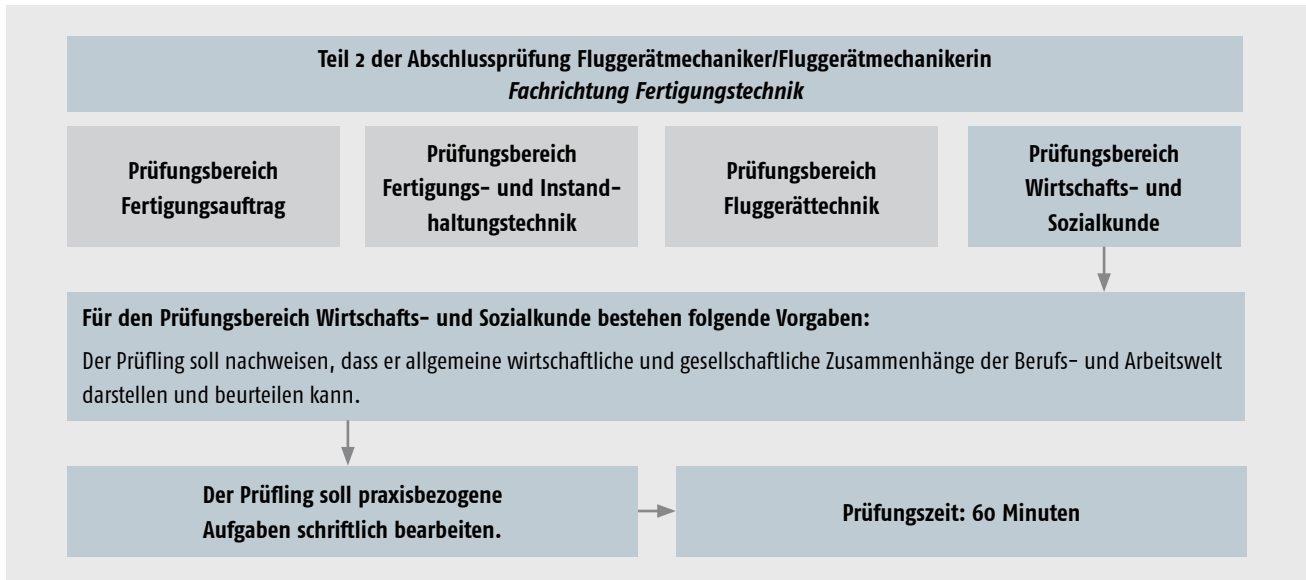 Teil 2 der Abschlussprüfung Fluggerätmechaniker/Fluggerätmechanikerin
Fachrichtung Fertigungstechnik
Prüfungsbereich
Fertigungsauftrag
Prüfungsbereich
Fertigungs- und Instand-
haltungstechnik
Prüfungsbereich
Fluggerättechnik
Prüfungsbereich
Wirtschafts- und
Sozialkunde
Für den Prüfungsbereich Wirtschafts- und Sozialkunde bestehen folgende Vorgaben:
Der Prüfling soll nachweisen, dass er allgemeine wirtschaftliche und gesellschaftliche Zusammenhänge der Berufs- und Arbeitswelt
darstellen und beurteilen kann.
Der Prüfling soll praxisbezogene
Aufgaben schriftlich bearbeiten.
Prüfungszeit: 60 Minuten